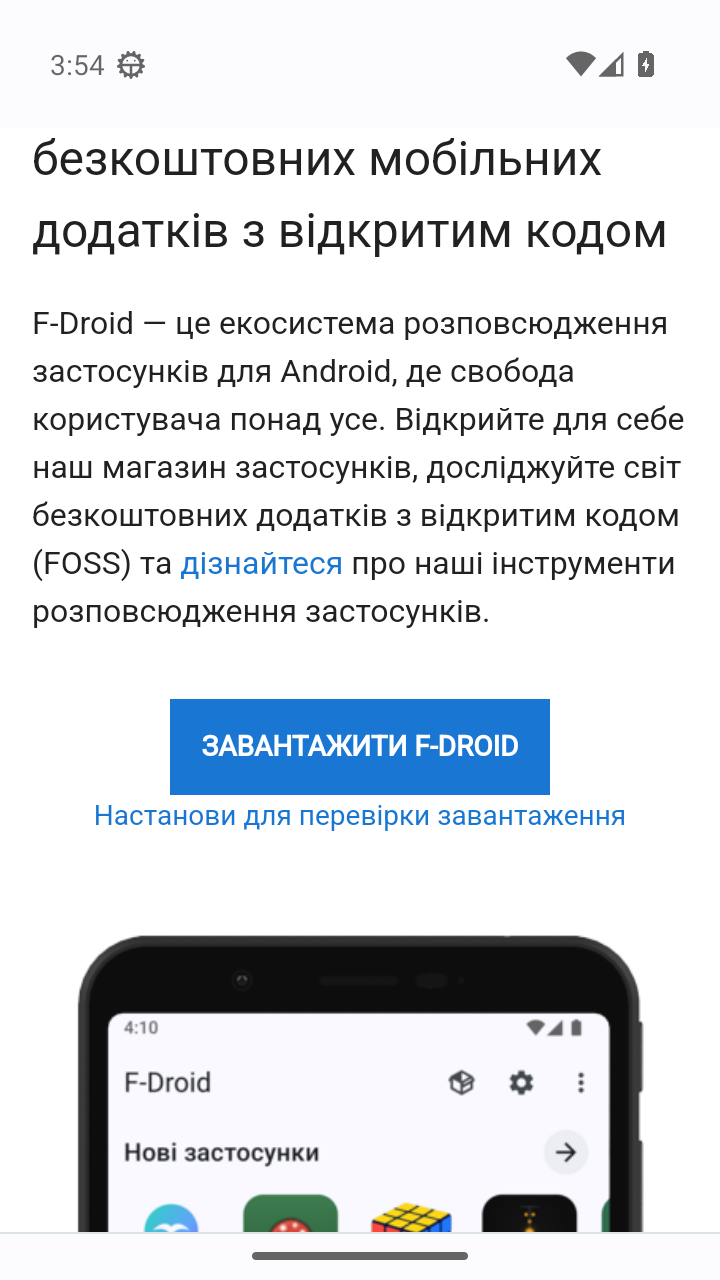 3:54
безкоштовних мобільних
додатків з відкритим кодом
F-Droid — це екосистема розповсюдження
застосунків для Android, де свобода
користувача понад усе. Відкрийте для себе
наш магазин застосунків, досліджуйте світ
безкоштовних додатків з відкритим кодом
(FOSS) та дізнайтеся про наші інструменти
розповсюдження застосунків.
ЗАВАНТАЖИТИ F-DROID
Настанови для перевірки завантаження
4:10
F-Droid
Нові застосунки